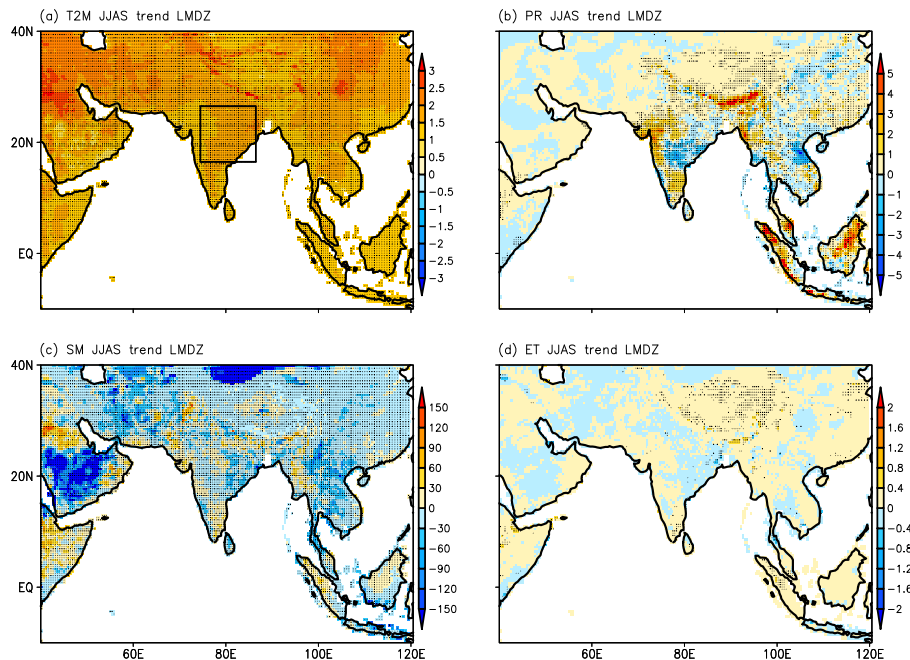 (a) T2M JJAS trend LMDZ
(b) PR JJAS trend LMDZ
40N
20N
EQ
3
2.5
2
1.5
1
0.5
0
−0.5
−1
−1.5
−2
−2.5
−3
5
4
3
2
1
0
−1
−2
−3
−4
−5
(c) SM JJAS trend LMDZ
(d) ET JJAS trend LMDZ
40N
20N
EQ
60E
80E
100E
120E
150
120
90
60
30
0
−30
−60
−90
−120
−150
60E
80E
100E
120E
2
1.6
1.2
0.8
0.4
0
−0.4
−0.8
−1.2
−1.6
−2